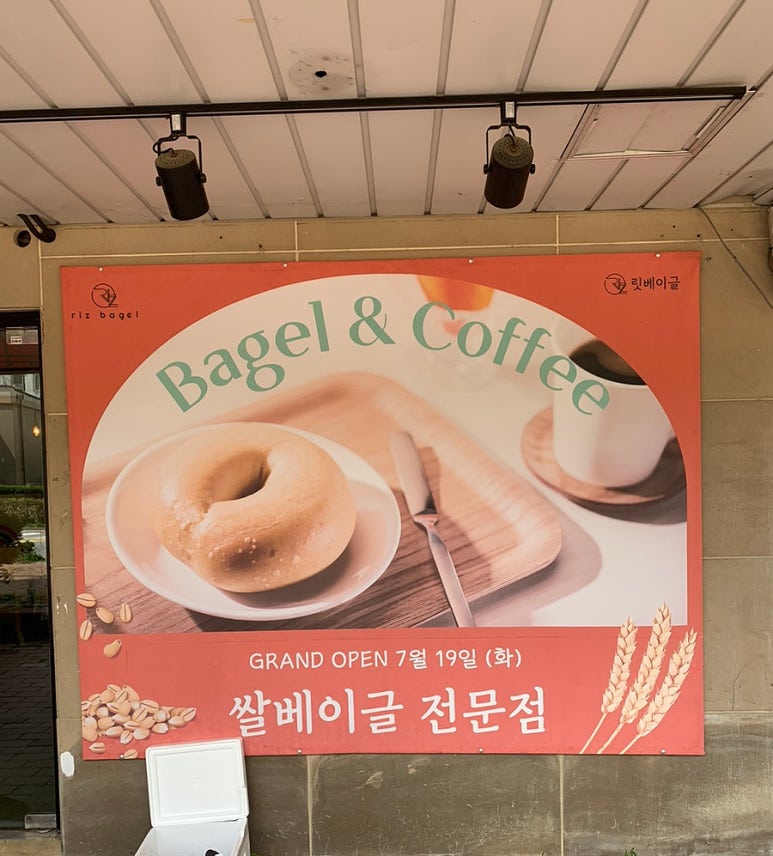 riz bagel
릿베이글
Bagel & Coffee
GRAND OPEN 7월 19일 (화)
쌀베이글 전문점